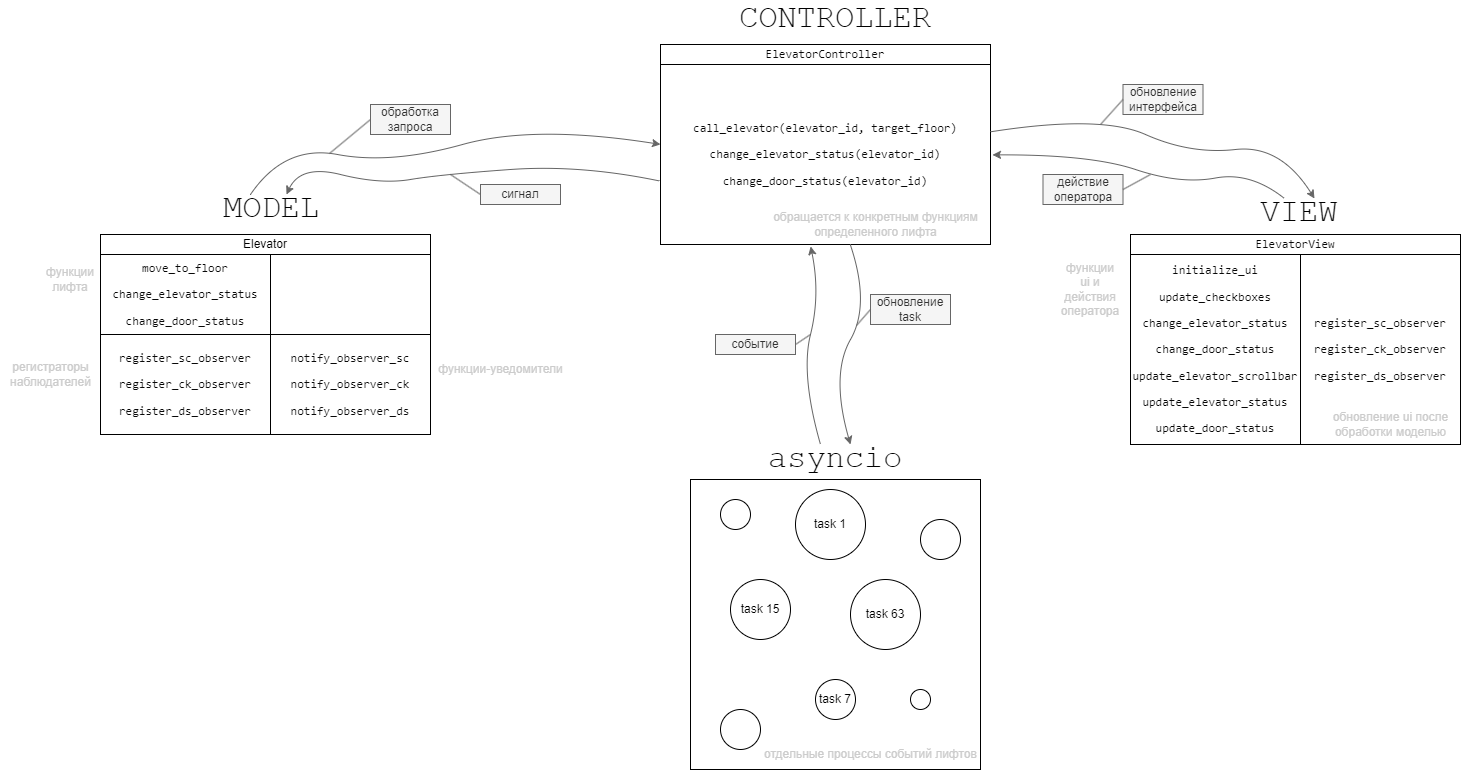 CONTROLLER
ElevatorController
call_elevator(elevator_id, target_floor)
change_elevator_status(elevator_id)
change_door_status(elevator_id)
обращается к конкретным функциям
определенного лифта
обработка
запроса
сигнал
обновление
интерфейса
действие
оператора
MODEL
Elevator
функции
лифта
move_to_floor
change_elevator_status
change_door_status
регистраторы
наблюдателей
register_sc_observer
register_ck_observer
register_ds_observer
notify_observer_sc
notify_observer_ck
notify_observer_ds
функции-уведомители
VIEW
ElevatorView
функции
ui и
действия
оператора
initialize_ui
update_checkboxes
change_elevator_status
change_door_status
update_elevator_scrollbar
update_elevator_status
update_door_status
register_sc_observer
register_ck_observer
register_ds_observer
обновление ui после
обработки моделью
событие
обновление
task
asyncio
task 1
task 15
task 63
task 7
отдельные процессы событий лифтов